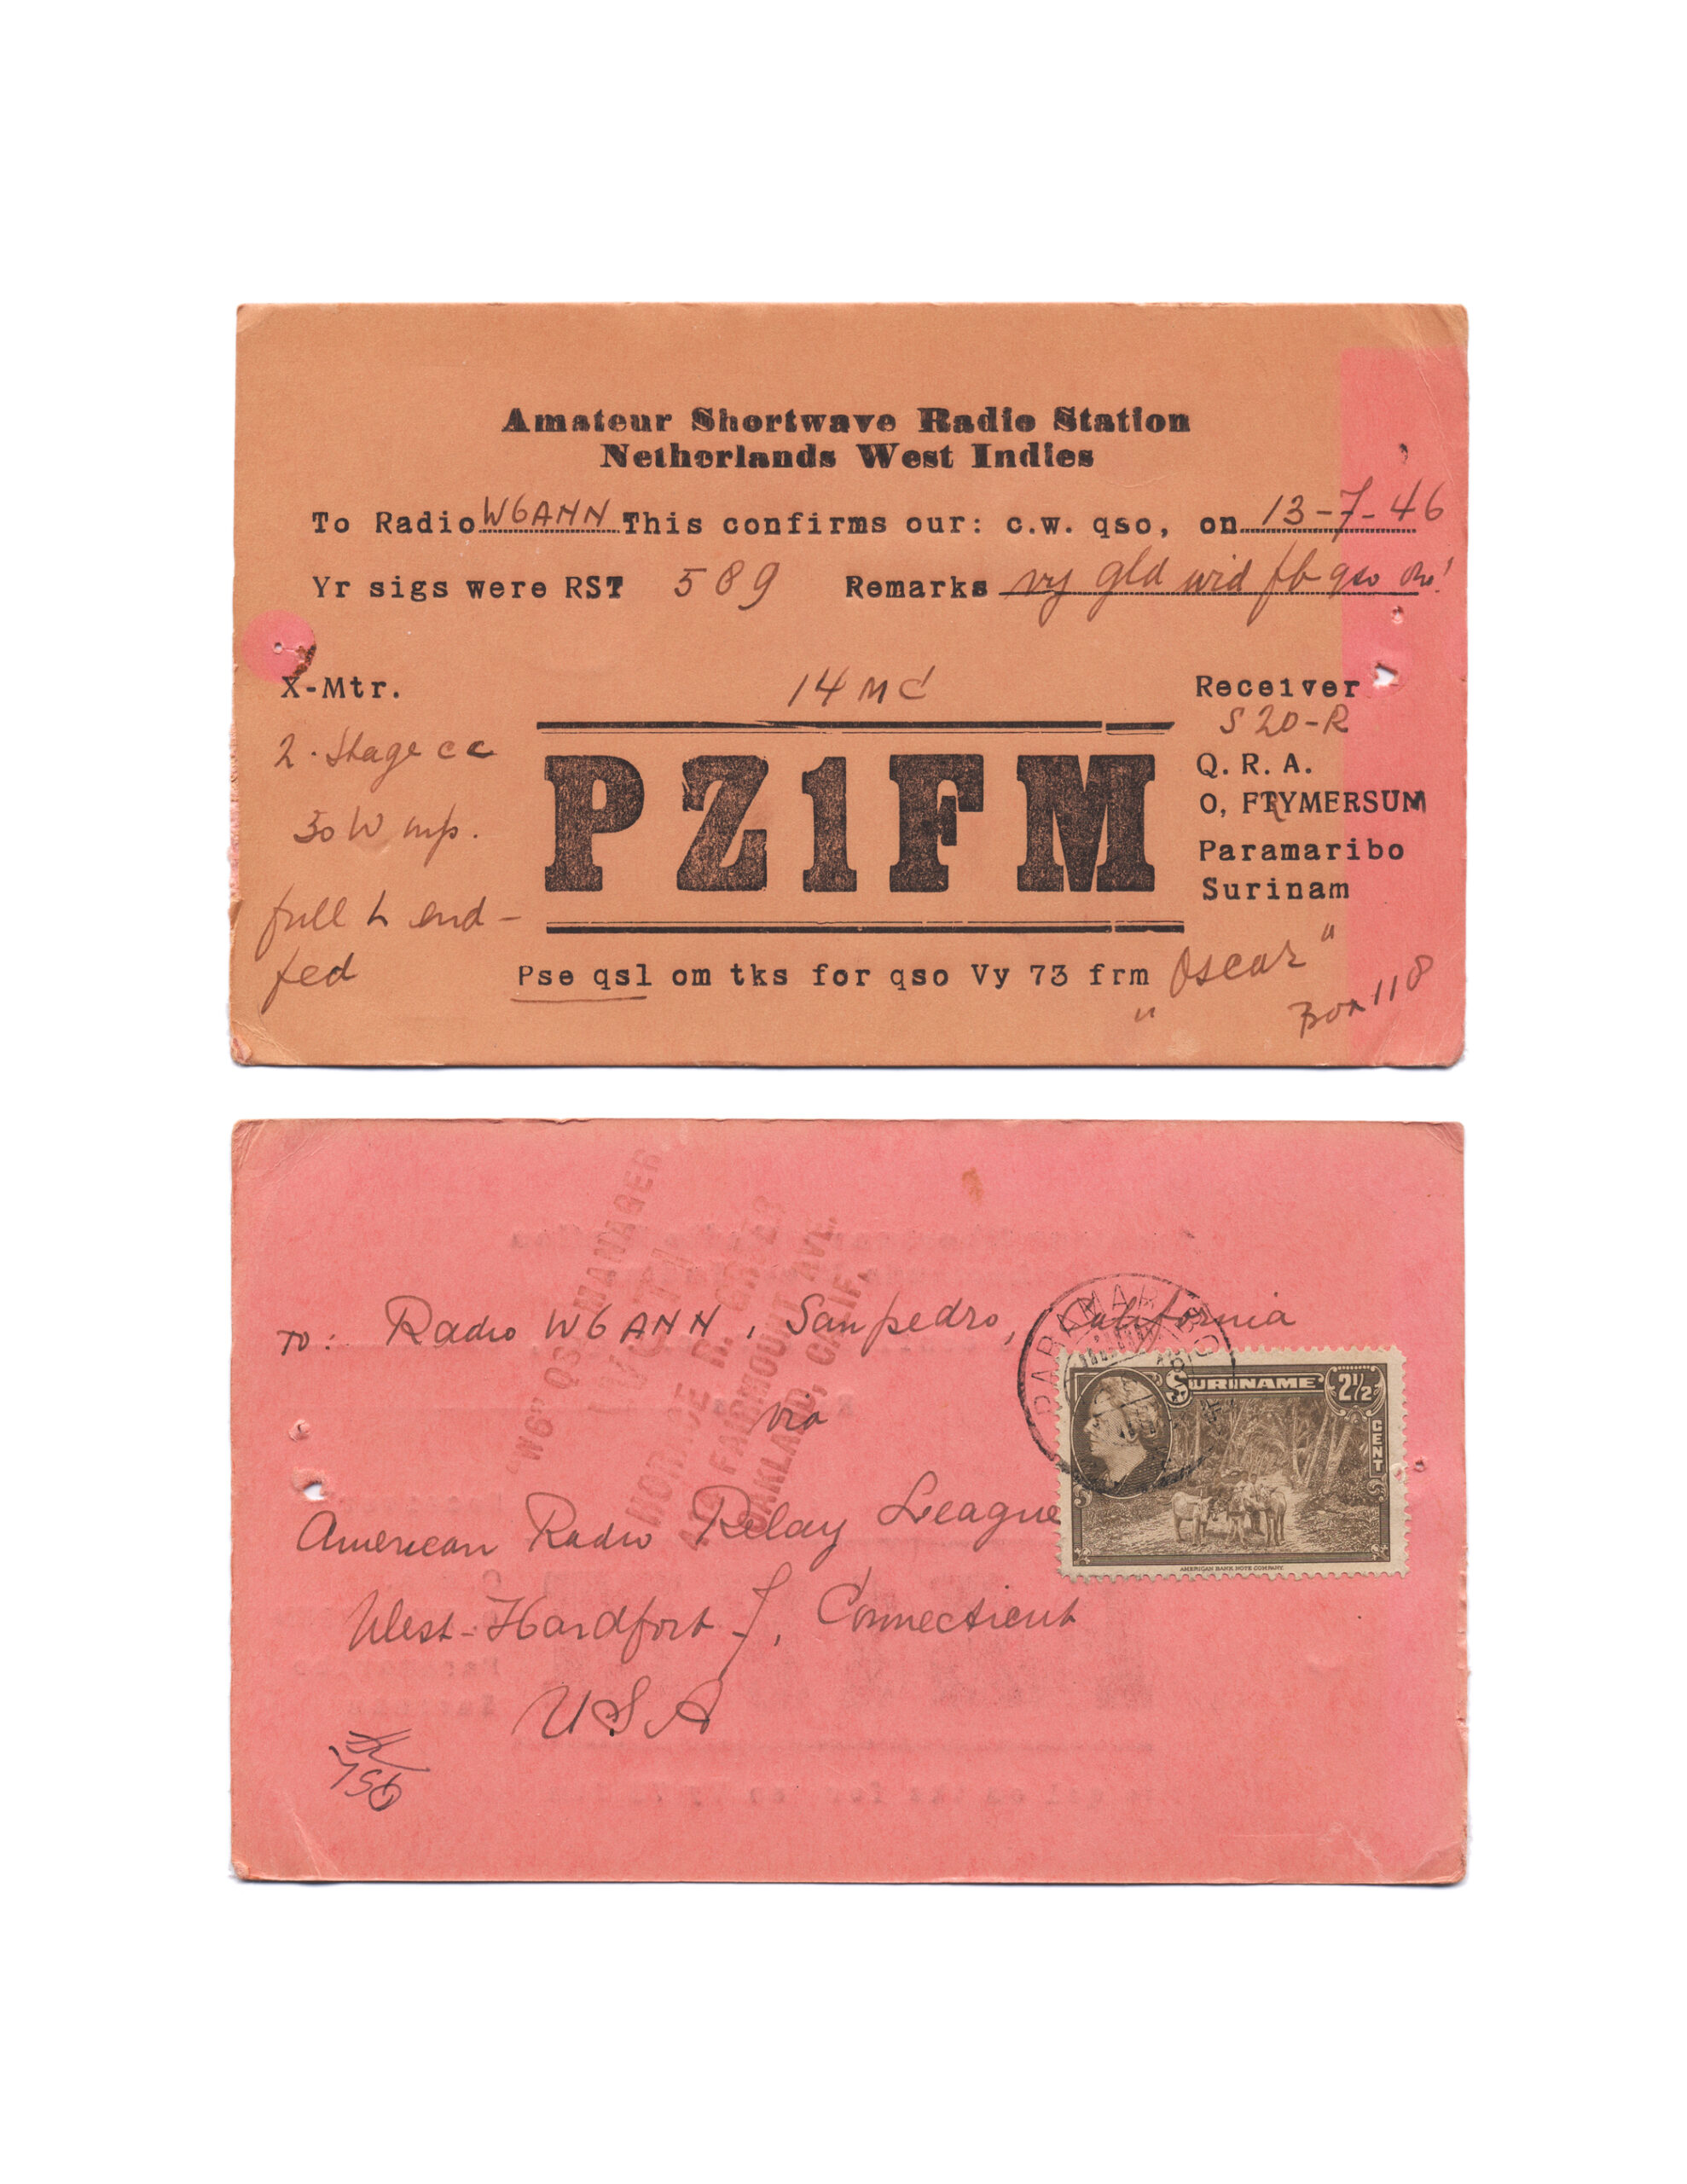 Amateur Shortwave Radio Station
Netherlands West Indies
To Radio W6ANN This confirms our: c.w. qso, on 13-7-46
Yr sigs were RST 589 Remarks vy gld wid fb qso
X-Mtr.
2-stage cc
30 W inp.
full L end-
fed
14 MC
PZ1FM
Receiver
S 20-R
Q. R. A.
Paramaribo
Surinam
Pse qsl om tks for qso Vy 73 frm "Oscar"
Box 118
"W6" QSL MANAGER
HORACE R. GREER
414 FAIRMOUNT AVE.
OAKLAND, CALIF.
TO: Radio W6ANN, Sanpedro, California
via
American Radio Relay League
West-Hardfort 7, Connecticut
USA
PARAMARIBO
SURINAME 2½ CENT
AMERICAN BANK NOTE COMPANY